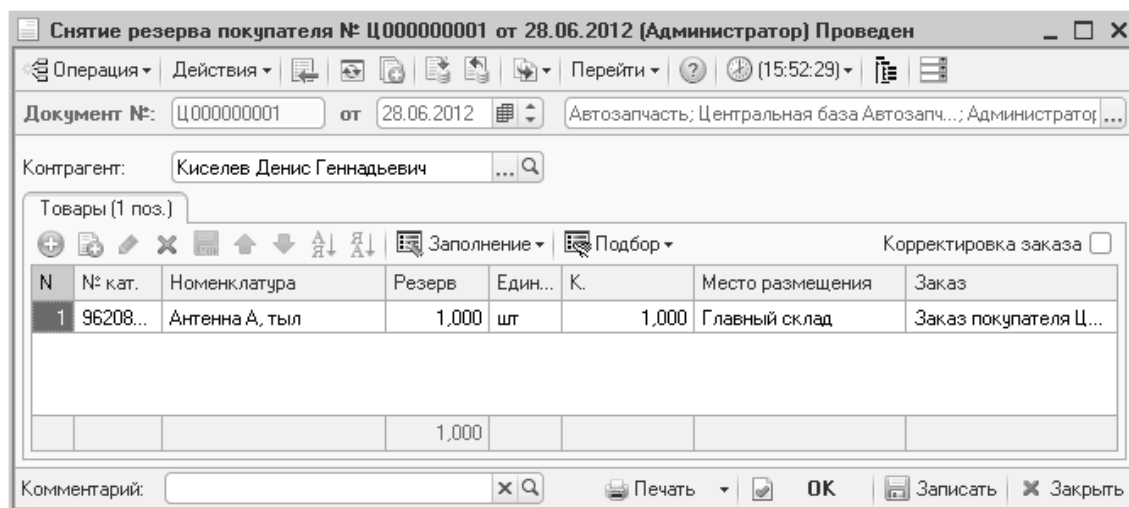 Снятие резерва покупателя № Ц000000001 от 28.06.2012 (Администратор) Проведен
Операция Действия Перейти (15:52:29)
Документ №: Ц000000001 от 28.06.2012 Автозапчасть; Центральная база Автозапч...; Администратор ...
Контрагент: Киселев Денис Геннадьевич ...
Товары (1 поз.)
Заполнение Подбор Корректировка заказа
N № кат. Номенклатура Резерв Един... К. Место размещения Заказ
1 96208... Антенна А, тыл 1,000 шт 1,000 Главный склад Заказ покупателя Ц...
1,000
Комментарий: Печать OK Записать Закрыть